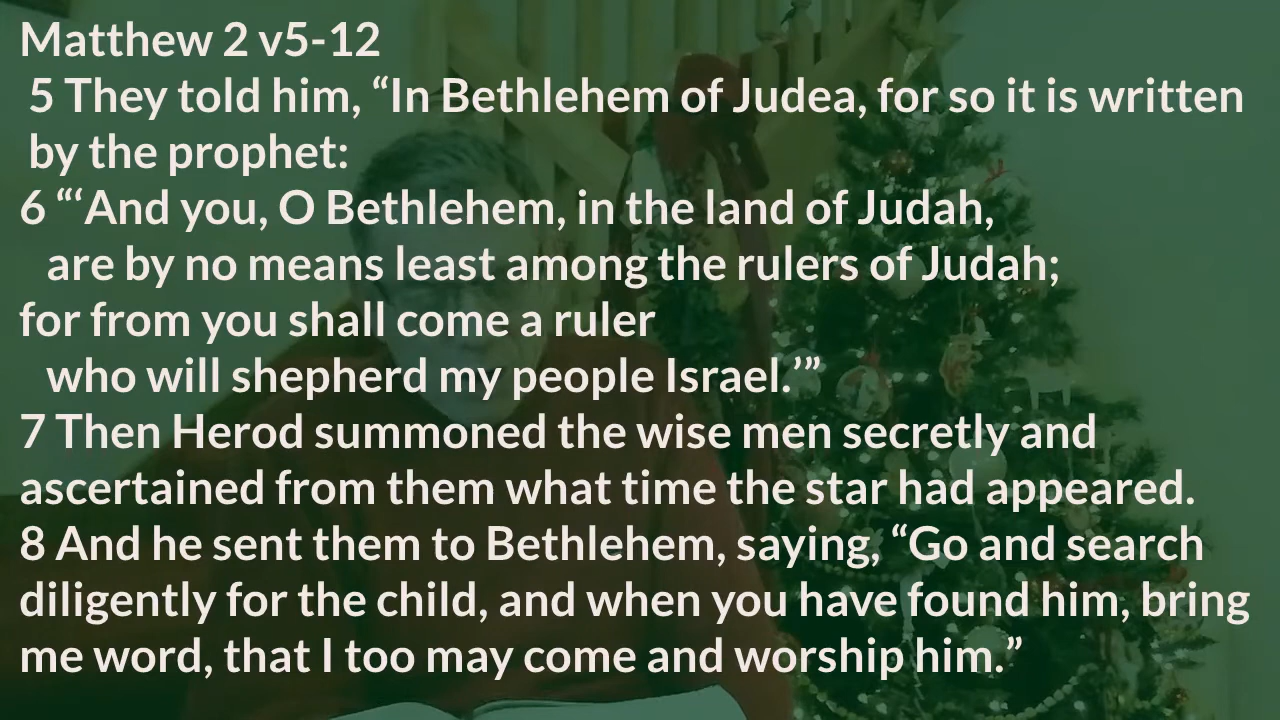 Matthew 2 v5-12
5 They told him, “In Bethlehem of Judea, for so it is written
by the prophet:
6 “‘And you, O Bethlehem, in the land of Judah,
are by no means least among the rulers of Judah;
for from you shall come a ruler
who will shepherd my people Israel.’”
7 Then Herod summoned the wise men secretly and
ascertained from them what time the star had appeared.
8 And he sent them to Bethlehem, saying, “Go and search
diligently for the child, and when you have found him, bring
me word, that I too may come and worship him.”